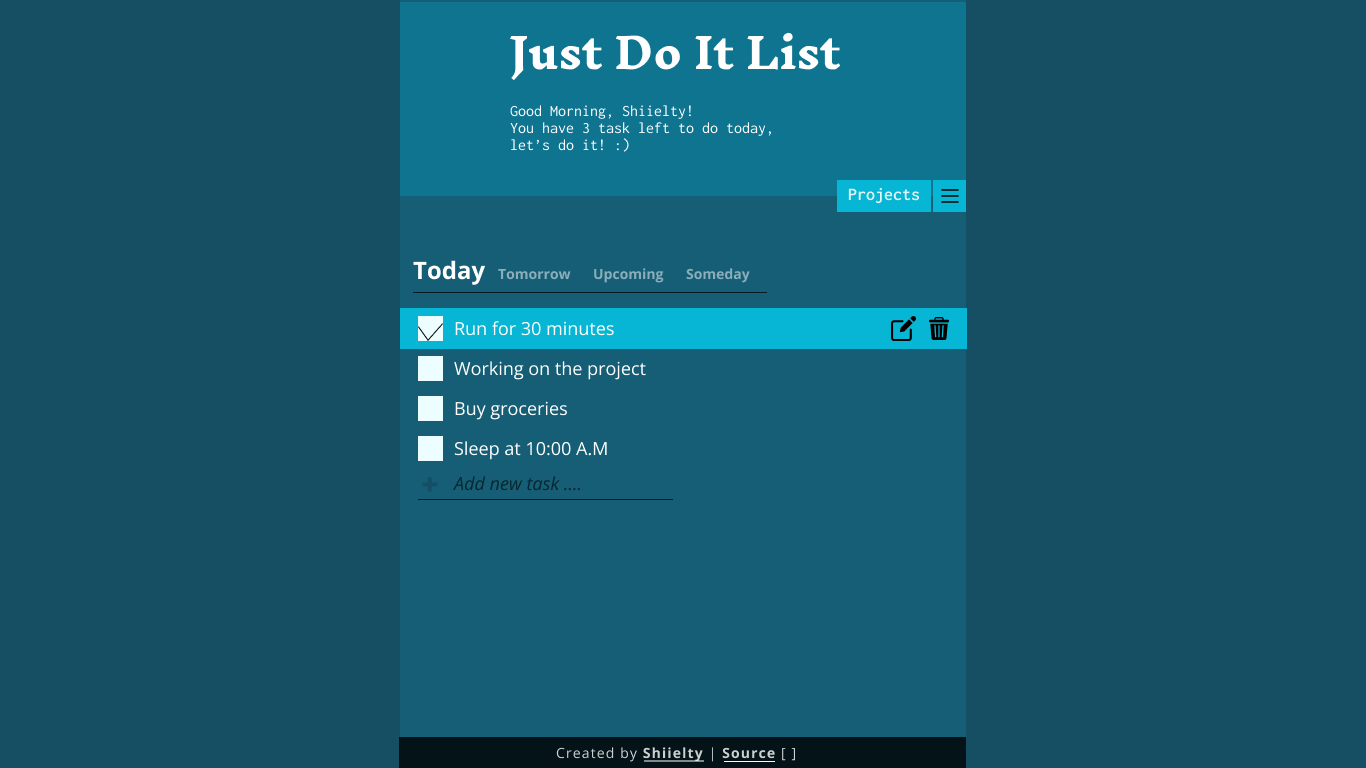 Just Do It List
Good Morning, Shiielty!
You have 3 task left to do today,
let's do it! :)
Projects
Today Tomorrow Upcoming Someday
Run for 30 minutes
Working on the project
Buy groceries
Sleep at 10:00 A.M
Add new task ....
Created by Shiielty | Source [ ]